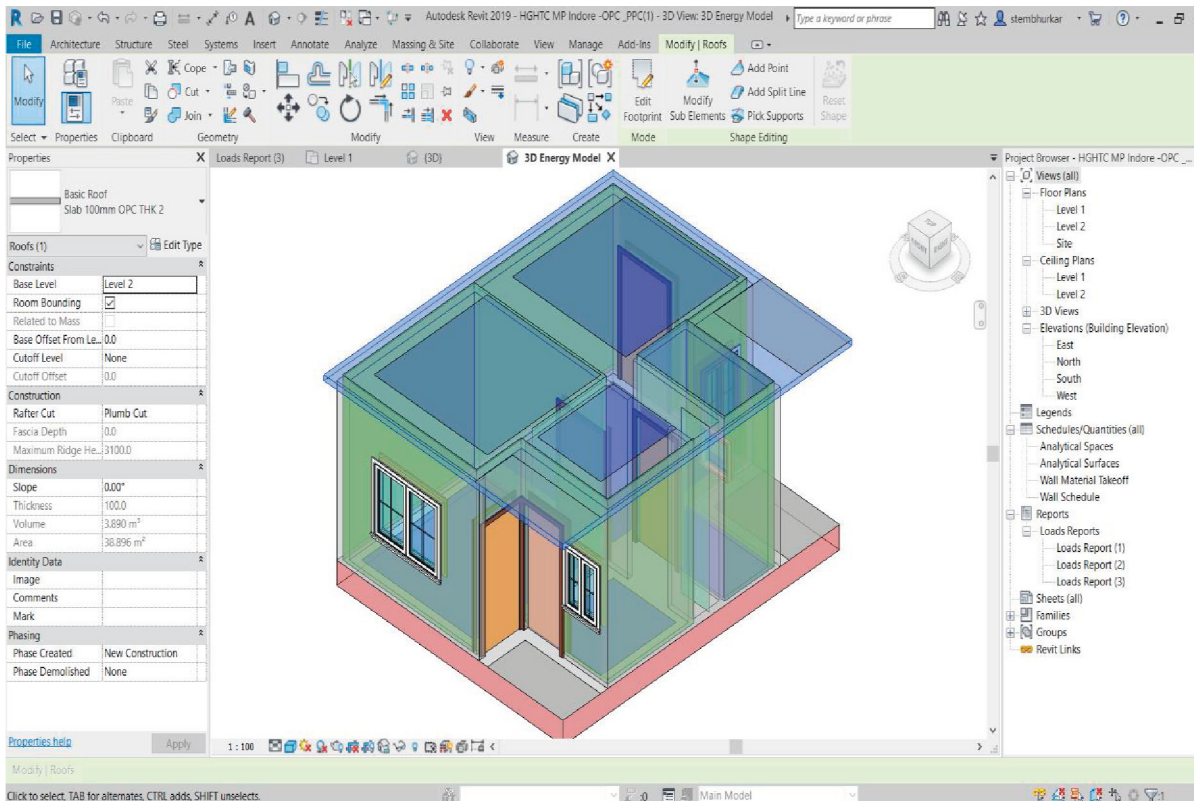 Autodesk Revit 2019 - HGHTC MP Indore -OPC _PPC(1) - 3D View: 3D Energy Model
Type a keyword or phrase
stembhurkar
File Architecture Structure Steel Systems Insert Annotate Analyze Massing & Site Collaborate View Manage Add-Ins Modify | Roofs
Modify
Paste
Cope
Cut
Join
Edit Footprint
Modify Sub Elements
Add Point
Add Split Line
Pick Supports
Reset Shape
Select Properties Clipboard Geometry Modify View Measure Create Mode Shape Editing
Properties X
Loads Report (3) Level 1 {3D} 3D Energy Model X
Basic Roof
Slab 100mm OPC THK 2
Roofs (1) Edit Type
Constraints
Base Level Level 2
Room Bounding
Related to Mass
Base Offset From Le... 0.0
Cutoff Level None
Cutoff Offset 0.0
Construction
Rafter Cut Plumb Cut
Fascia Depth 0.0
Maximum Ridge He... 3100.0
Dimensions
Slope 0.00°
Thickness 100.0
Volume 3.890 m³
Area 38.896 m²
Identity Data
Image
Comments
Mark
Phasing
Phase Created New Construction
Phase Demolished None
Properties help Apply
1 : 100
Project Browser - HGHTC MP Indore -OPC _...
Views (all)
Floor Plans
Level 1
Level 2
Site
Ceiling Plans
Level 1
Level 2
3D Views
Elevations (Building Elevation)
East
North
South
West
Legends
Schedules/Quantities (all)
Analytical Spaces
Analytical Surfaces
Wall Material Takeoff
Wall Schedule
Reports
Loads Reports
Loads Report (1)
Loads Report (2)
Loads Report (3)
Sheets (all)
Families
Groups
Revit Links
Modify | Roofs
Click to select, TAB for alternates, CTRL adds, SHIFT unselects.
:0 Main Model :1